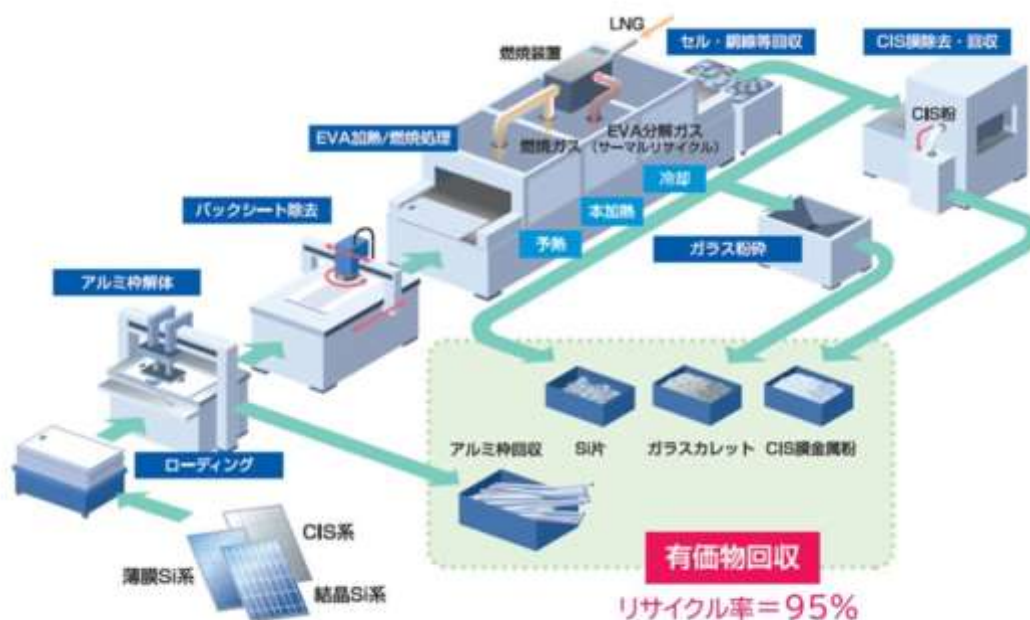 LNG
燃焼装置
セル・銅線等回収
CIS膜除去・回収
CIS粉
EVA加熱/燃焼処理
燃焼ガス
EVA分解ガス
(サーマルリサイクル)
冷却
本加熱
予熱
バックシート除去
ガラス粉砕
アルミ枠解体
ローディング
アルミ枠回収
Si片
ガラスカレット
CIS膜金属粉
CIS系
薄膜Si系
結晶Si系
有価物回収
リサイクル率=95%